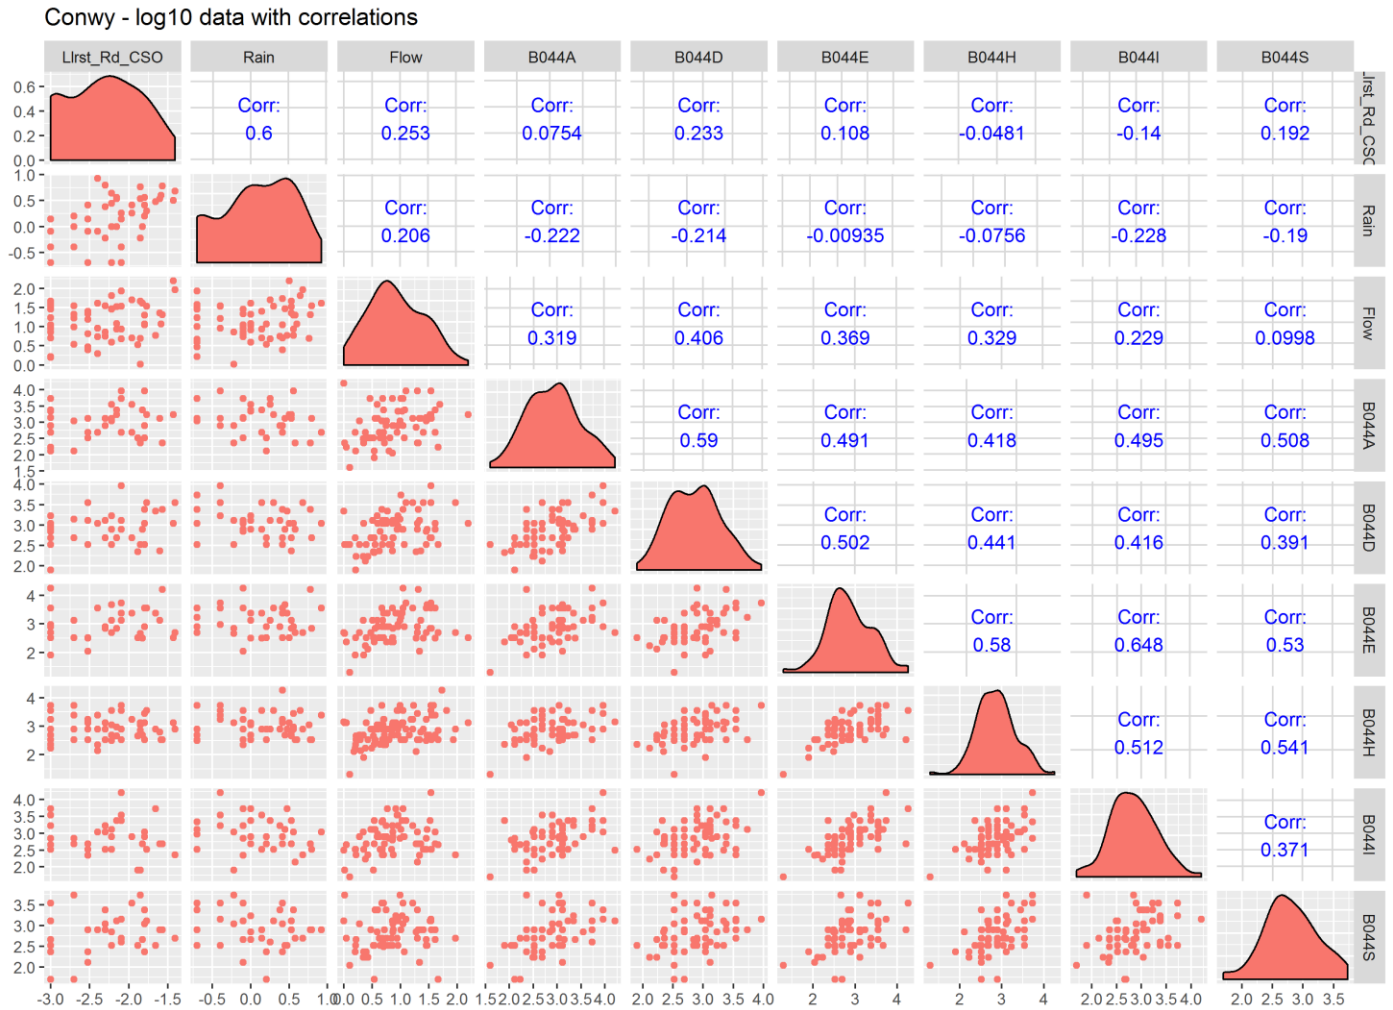 Conwy - log10 data with correlations
Llrst_Rd_CSO Rain Flow B044A B044D B044E B044H B044I B044S
0.6
0.4
0.2
0.0
Corr: Corr: Corr: Corr: Corr: Corr: Corr: Corr:
0.6 0.253 0.0754 0.233 0.108 -0.0481 -0.14 0.192
Llrst_Rd_CSO
1.0
0.5
0.0
-0.5
Corr: Corr: Corr: Corr: Corr: Corr: Corr:
0.206 -0.222 -0.214 -0.00935 -0.0756 -0.228 -0.19
Rain
2.0
1.5
1.0
0.5
0.0
Corr: Corr: Corr: Corr: Corr: Corr:
0.319 0.406 0.369 0.329 0.229 0.0998
Flow
4.0
3.5
3.0
2.5
2.0
1.5
Corr: Corr: Corr: Corr: Corr:
0.59 0.491 0.418 0.495 0.508
B044A
4.0
3.5
3.0
2.5
2.0
Corr: Corr: Corr: Corr:
0.502 0.441 0.416 0.391
B044D
4
3
2
Corr: Corr: Corr:
0.58 0.648 0.53
B044E
4
3
2
Corr: Corr:
0.512 0.541
B044H
4.0
3.5
3.0
2.5
2.0
Corr:
0.371
B044I
3.5
3.0
2.5
2.0
B044S
-3.0 -2.5 -2.0 -1.5 -0.5 0.0 0.5 1.0 0.0 0.5 1.0 1.5 2.0 1.5 2.0 2.5 3.0 3.5 4.0 2.0 2.5 3.0 3.5 4.0 2 3 4 2 3 4 2.0 2.5 3.0 3.5 4.0 2.0 2.5 3.0 3.5